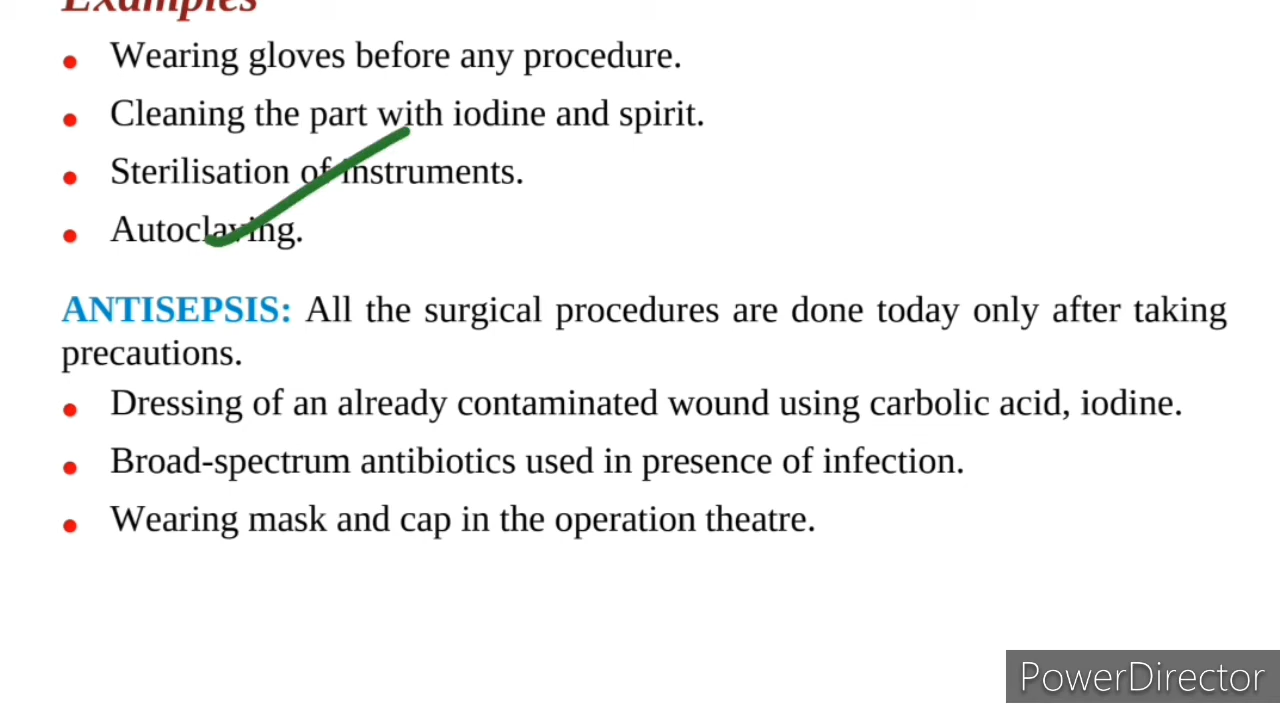 Examples
Wearing gloves before any procedure.
Cleaning the part with iodine and spirit.
Sterilisation of instruments.
Autoclaving.
ANTISEPSIS: All the surgical procedures are done today only after taking
precautions.
Dressing of an already contaminated wound using carbolic acid, iodine.
Broad-spectrum antibiotics used in presence of infection.
Wearing mask and cap in the operation theatre.
PowerDirector